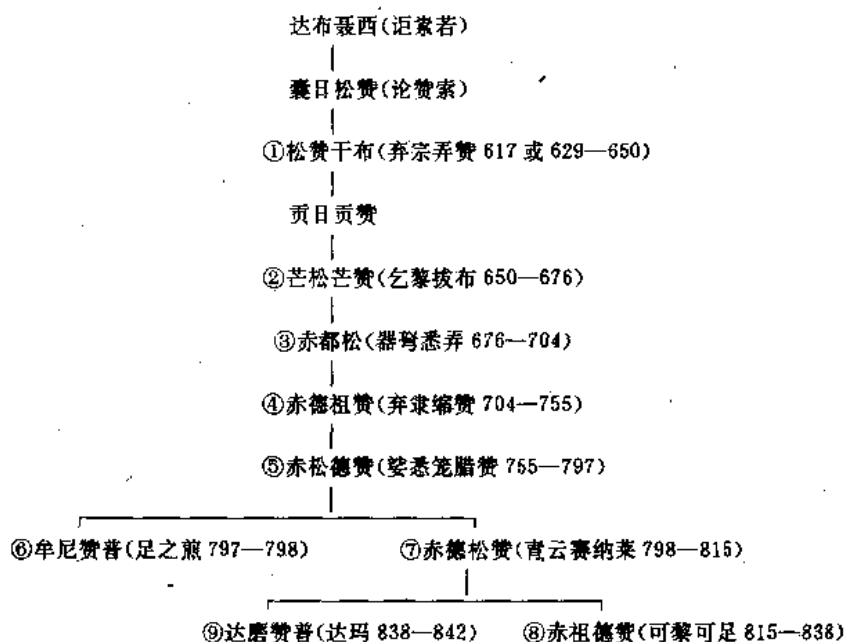 达布聂西(讵素若)
囊日松赞(论赞索)
①松赞干布(弃宗弄赞 617 或 629—650)
贡日贡赞
②芒松芒赞(乞黎拔布 650—676)
③赤都松(器弩悉弄 676—704)
④赤德祖赞(弃隶缩赞 704—755)
⑤赤松德赞(娑悉笼腊赞 755—797)
⑥牟尼赞普(足之煎 797—798) ⑦赤德松赞(青云赛纳莱 798—815)
⑨达磨赞普(达玛 838—842) ⑧赤祖德赞(可黎可足 815—838)